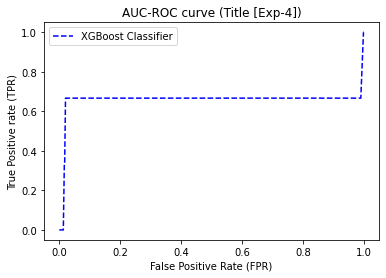 AUC-ROC curve (Title [Exp-4])
XGBoost Classifier
True Positive rate (TPR)
1.0
0.8
0.6
0.4
0.2
0.0
0.0 0.2 0.4 0.6 0.8 1.0
False Positive Rate (FPR)